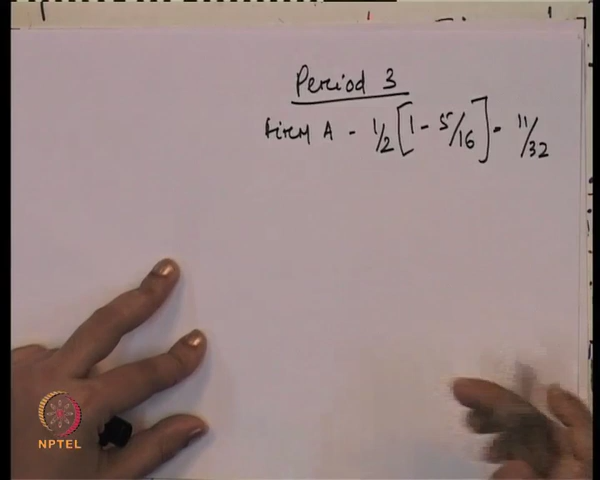 Period 3
Firm A - 1/2 [1 - 5/16] = 11/32
NPTEL